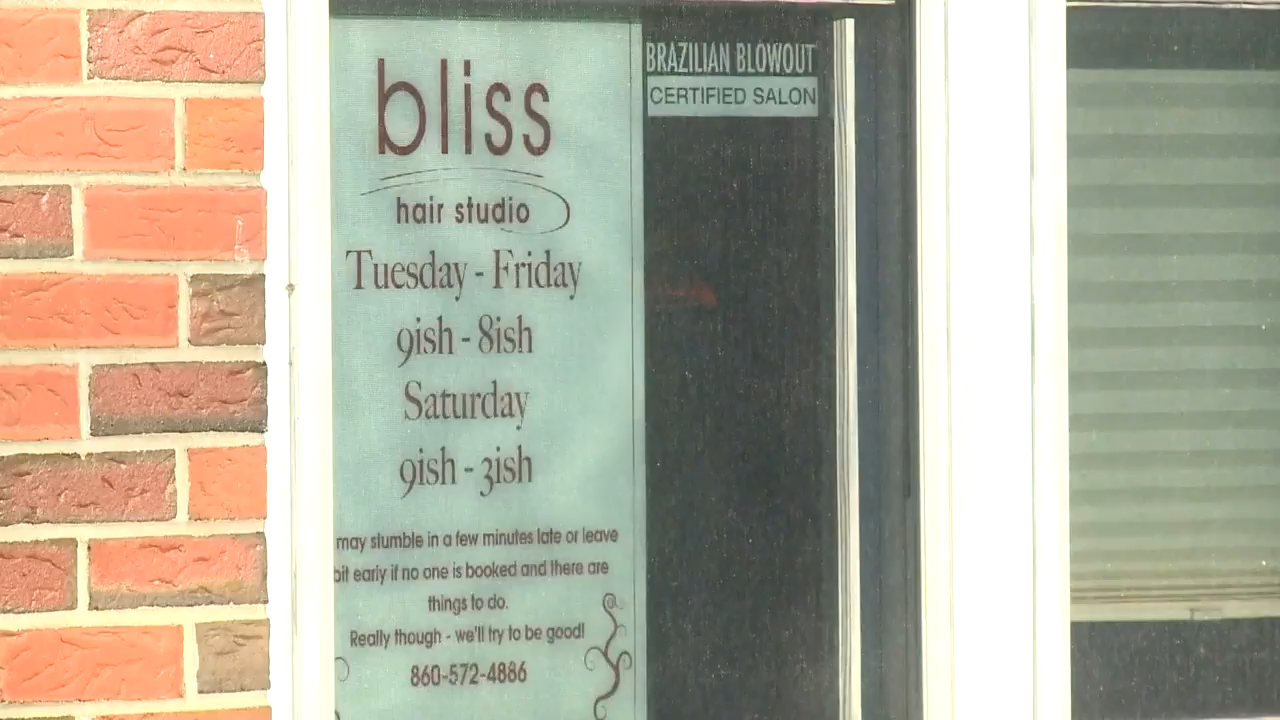 bliss
hair studio
Tuesday - Friday
9ish - 8ish
Saturday
9ish - 3ish
may slumble in a few minutes late or leave
bit early if no one is booked and there are
things to do.
Really though - we'll try to be good!
860-572-4886
BRAZILIAN BLOWOUT
CERTIFIED SALON